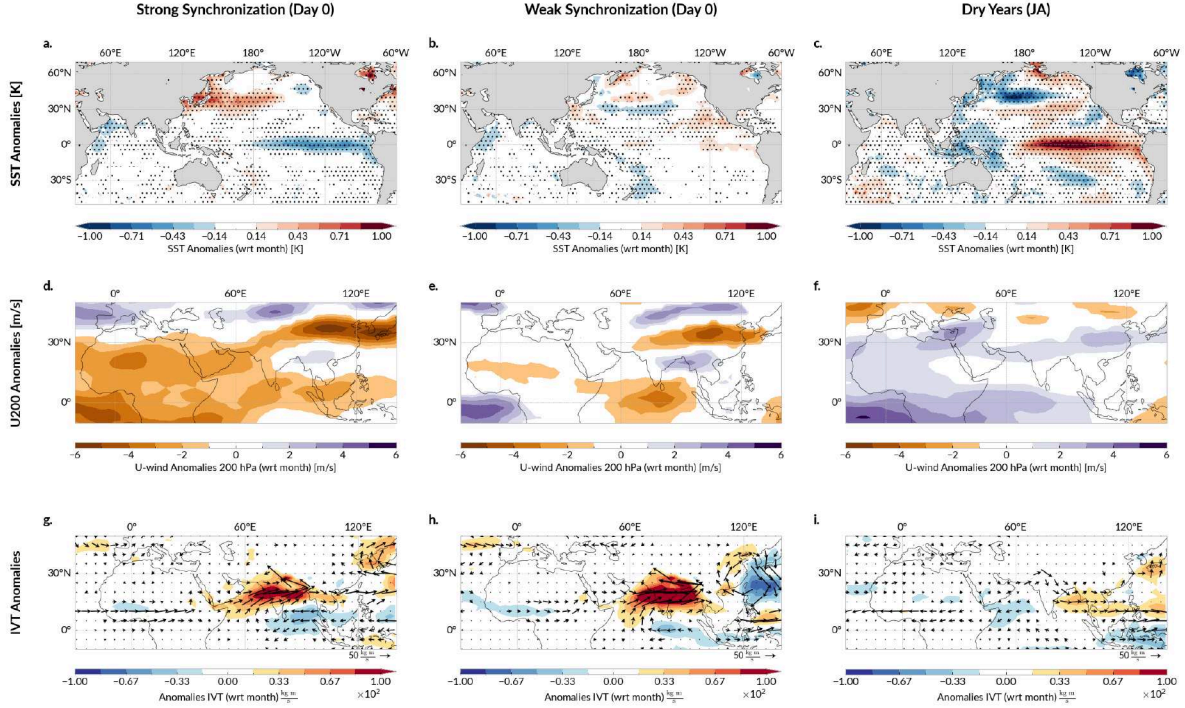 Strong Synchronization (Day 0) Weak Synchronization (Day 0) Dry Years (JA)
a. b. c.
60°E 120°E 180° 120°W 60°W 60°E 120°E 180° 120°W 60°W 60°E 120°E 180° 120°W 60°W
SST Anomalies [K]
60°N 60°N 60°N
30°N 30°N 30°N
0° 0° 0°
30°S 30°S 30°S
−1.00 −0.71 −0.43 −0.14 0.14 0.43 0.71 1.00 −1.00 −0.71 −0.43 −0.14 0.14 0.43 0.71 1.00 −1.00 −0.71 −0.43 −0.14 0.14 0.43 0.71 1.00
SST Anomalies (wrt month) [K] SST Anomalies (wrt month) [K] SST Anomalies (wrt month) [K]
d. e. f.
0° 60°E 120°E 0° 60°E 120°E 0° 60°E 120°E
U200 Anomalies [m/s]
30°N 30°N 30°N
0° 0° 0°
−6 −4 −2 0 2 4 6 −6 −4 −2 0 2 4 6 −6 −4 −2 0 2 4 6
U-wind Anomalies 200 hPa (wrt month) [m/s] U-wind Anomalies 200 hPa (wrt month) [m/s] U-wind Anomalies 200 hPa (wrt month) [m/s]
g. h. i.
0° 60°E 120°E 0° 60°E 120°E 0° 60°E 120°E
IVT Anomalies
30°N 30°N 30°N
0° 0° 0°
50 kg m/s 50 kg m/s 50 kg m/s
−1.00 −0.67 −0.33 0.00 0.33 0.67 1.00 −1.00 −0.67 −0.33 0.00 0.33 0.67 1.00 −1.00 −0.67 −0.33 0.00 0.33 0.67 1.00
Anomalies IVT (wrt month) kg m/s ×10² Anomalies IVT (wrt month) kg m/s ×10² Anomalies IVT (wrt month) kg m/s ×10²